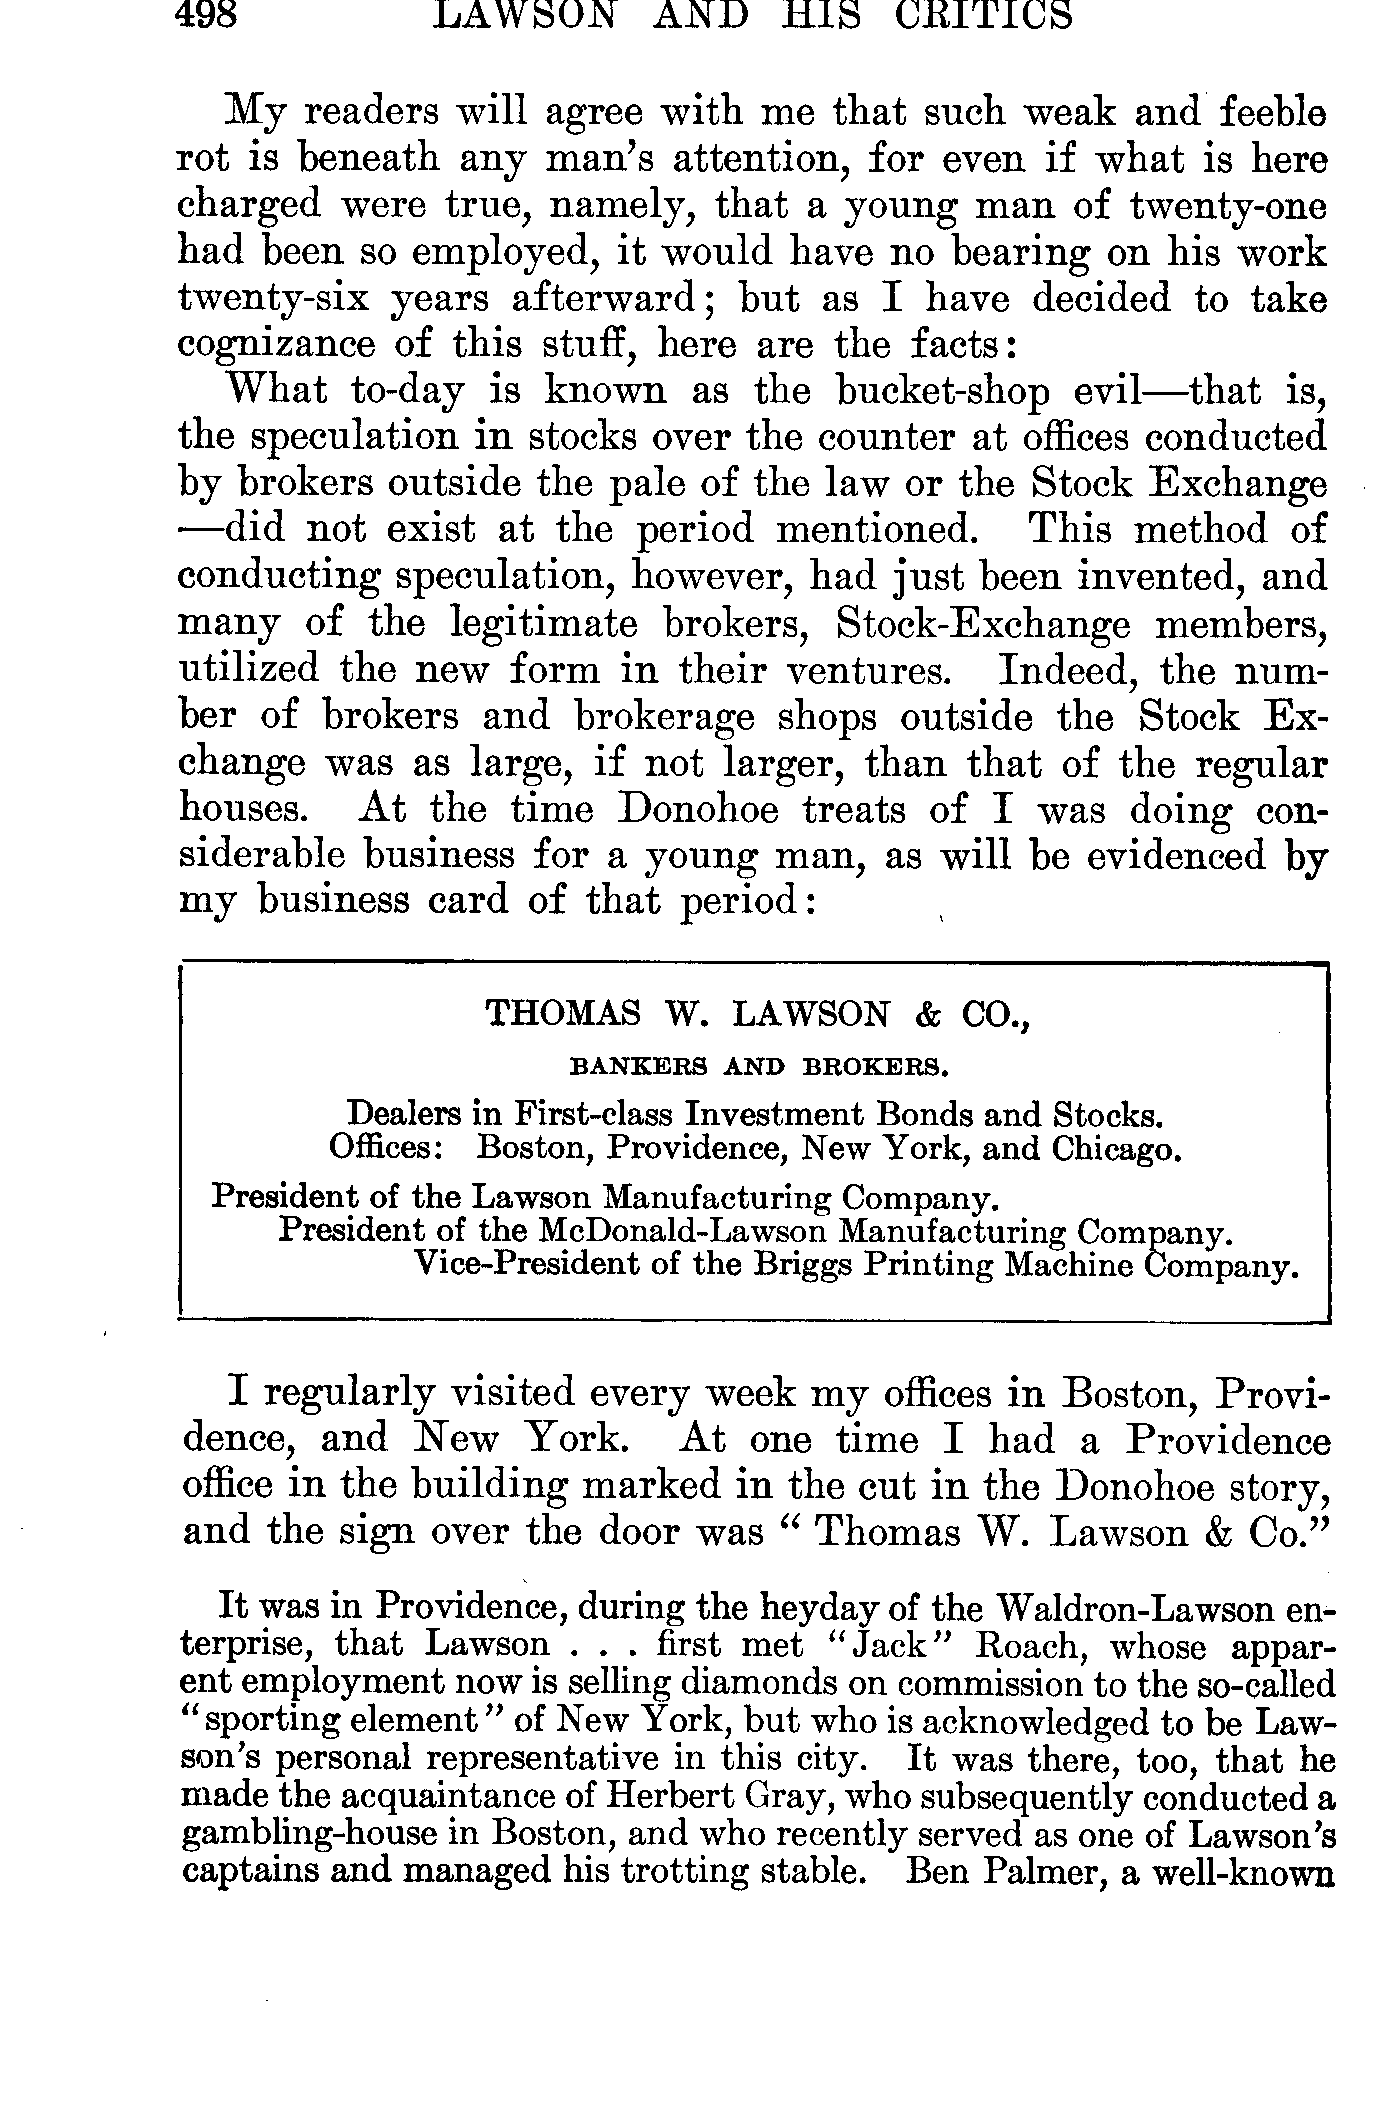 498 LAWSON AND HIS CRITICS
My readers will agree with me that such weak and feeble
rot is beneath any man's attention, for even if what is here
charged were true, namely, that a young man of twenty-one
had been so employed, it would have no bearing on his work
twenty-six years afterward; but as I have decided to take
cognizance of this stuff, here are the facts:
What to-day is known as the bucket-shop evil—that is,
the speculation in stocks over the counter at offices conducted
by brokers outside the pale of the law or the Stock Exchange
—did not exist at the period mentioned. This method of
conducting speculation, however, had just been invented, and
many of the legitimate brokers, Stock-Exchange members,
utilized the new form in their ventures. Indeed, the num-
ber of brokers and brokerage shops outside the Stock Ex-
change was as large, if not larger, than that of the regular
houses. At the time Donohoe treats of I was doing con-
siderable business for a young man, as will be evidenced by
my business card of that period:
THOMAS W. LAWSON & CO.,
BANKERS AND BROKERS.
Dealers in First-class Investment Bonds and Stocks.
Offices: Boston, Providence, New York, and Chicago.
President of the Lawson Manufacturing Company.
President of the McDonald-Lawson Manufacturing Company.
Vice-President of the Briggs Printing Machine Company.
I regularly visited every week my offices in Boston, Provi-
dence, and New York. At one time I had a Providence
office in the building marked in the cut in the Donohoe story,
and the sign over the door was “ Thomas W. Lawson & Co.”
It was in Providence, during the heyday of the Waldron-Lawson en-
terprise, that Lawson . . . first met “Jack” Roach, whose appar-
ent employment now is selling diamonds on commission to the so-called
“sporting element” of New York, but who is acknowledged to be Law-
son's personal representative in this city. It was there, too, that he
made the acquaintance of Herbert Gray, who subsequently conducted a
gambling-house in Boston, and who recently served as one of Lawson's
captains and managed his trotting stable. Ben Palmer, a well-known